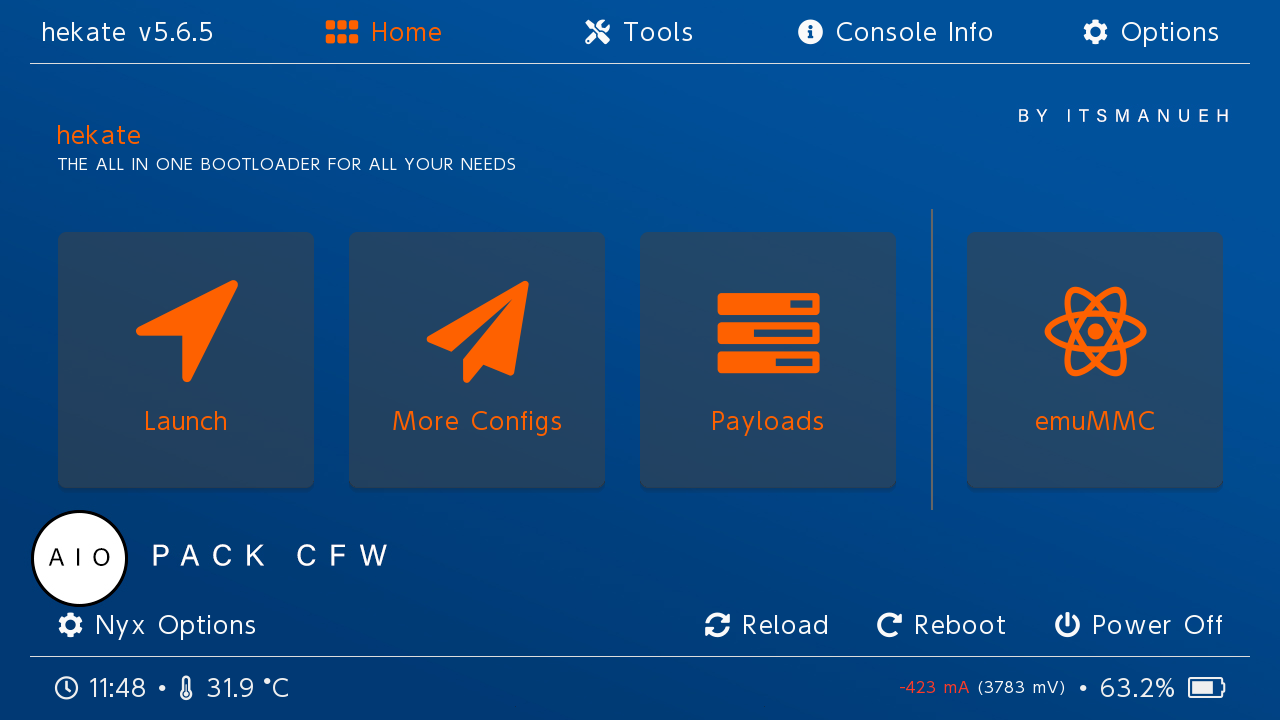 hekate v5.6.5 Home Tools Console Info Options
BY ITSMANUEH
hekate
THE ALL IN ONE BOOTLOADER FOR ALL YOUR NEEDS
Launch More Configs Payloads emuMMC
AIO PACK CFW
Nyx Options Reload Reboot Power Off
11:48 • 31.9 °C -423 mA (3783 mV) • 63.2%